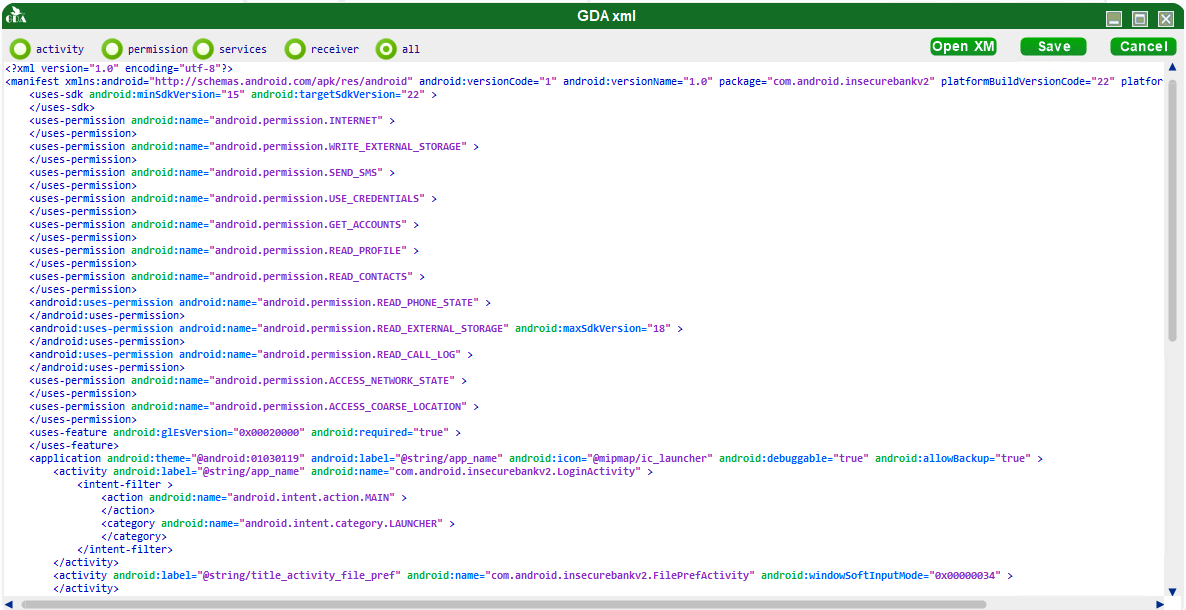 GDA xml
GDA
activity permission services receiver all Open XM Save Cancel
<?xml version="1.0" encoding="utf-8"?>
<manifest xmlns:android="http://schemas.android.com/apk/res/android" android:versionCode="1" android:versionName="1.0" package="com.android.insecurebankv2" platformBuildVersionCode="22" platfor
    <uses-sdk android:minSdkVersion="15" android:targetSdkVersion="22" >
    </uses-sdk>
    <uses-permission android:name="android.permission.INTERNET" >
    </uses-permission>
    <uses-permission android:name="android.permission.WRITE_EXTERNAL_STORAGE" >
    </uses-permission>
    <uses-permission android:name="android.permission.SEND_SMS" >
    </uses-permission>
    <uses-permission android:name="android.permission.USE_CREDENTIALS" >
    </uses-permission>
    <uses-permission android:name="android.permission.GET_ACCOUNTS" >
    </uses-permission>
    <uses-permission android:name="android.permission.READ_PROFILE" >
    </uses-permission>
    <uses-permission android:name="android.permission.READ_CONTACTS" >
    </uses-permission>
    <android:uses-permission android:name="android.permission.READ_PHONE_STATE" >
    </android:uses-permission>
    <android:uses-permission android:name="android.permission.READ_EXTERNAL_STORAGE" android:maxSdkVersion="18" >
    </android:uses-permission>
    <android:uses-permission android:name="android.permission.READ_CALL_LOG" >
    </android:uses-permission>
    <uses-permission android:name="android.permission.ACCESS_NETWORK_STATE" >
    </uses-permission>
    <uses-permission android:name="android.permission.ACCESS_COARSE_LOCATION" >
    </uses-permission>
    <uses-feature android:glEsVersion="0x00020000" android:required="true" >
    </uses-feature>
    <application android:theme="@android:01030119" android:label="@string/app_name" android:icon="@mipmap/ic_launcher" android:debuggable="true" android:allowBackup="true" >
        <activity android:label="@string/app_name" android:name="com.android.insecurebankv2.LoginActivity" >
            <intent-filter >
                <action android:name="android.intent.action.MAIN" >
                </action>
                <category android:name="android.intent.category.LAUNCHER" >
                </category>
            </intent-filter>
        </activity>
        <activity android:label="@string/title_activity_file_pref" android:name="com.android.insecurebankv2.FilePrefActivity" android:windowSoftInputMode="0x00000034" >
        </activity>